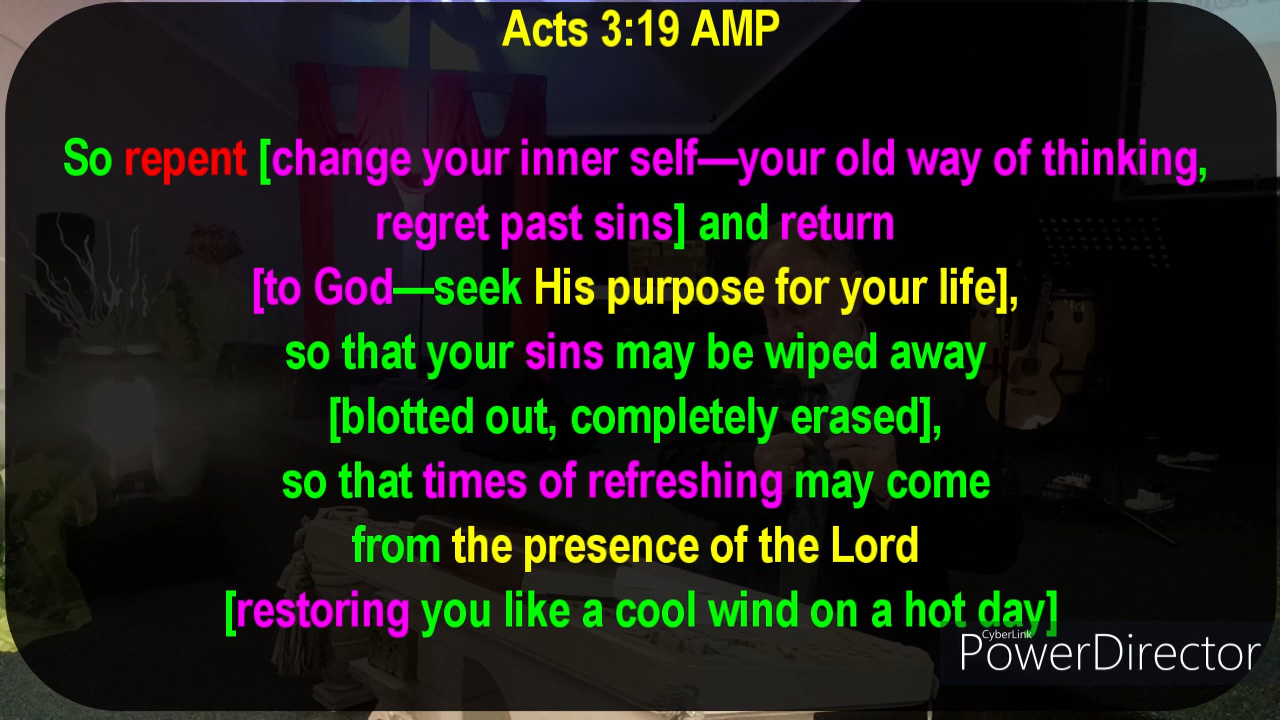 Acts 3:19 AMP
So repent [change your inner self—your old way of thinking,
regret past sins] and return
[to God—seek His purpose for your life],
so that your sins may be wiped away
[blotted out, completely erased],
so that times of refreshing may come
from the presence of the Lord
[restoring you like a cool wind on a hot day]
CyberLink
PowerDirector